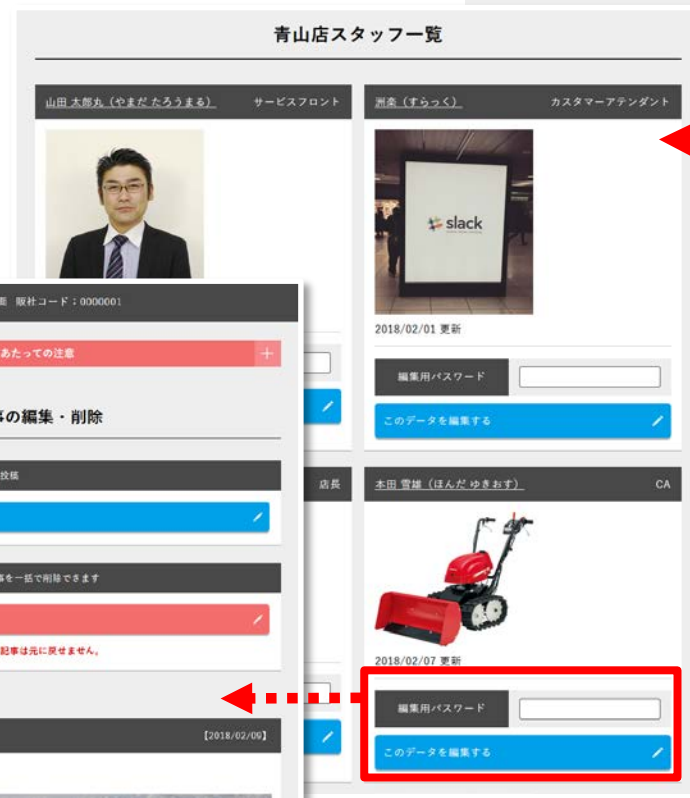 青山店スタッフ一覧
山田 太郎丸（やまだ たろうまる） サービスフロント
洲楽（すらっく） カスタマーアテンダント
slack
2018/02/01 更新
編集用パスワード
このデータを編集する
店長
本田 雪雄（ほんだ ゆきおす） CA
2018/02/07 更新
編集用パスワード
このデータを編集する
面 販社コード：0000001
あたっての注意
事の編集・削除
投稿
事を一括で削除できます
記事は元に戻せません。
【2018/02/09】